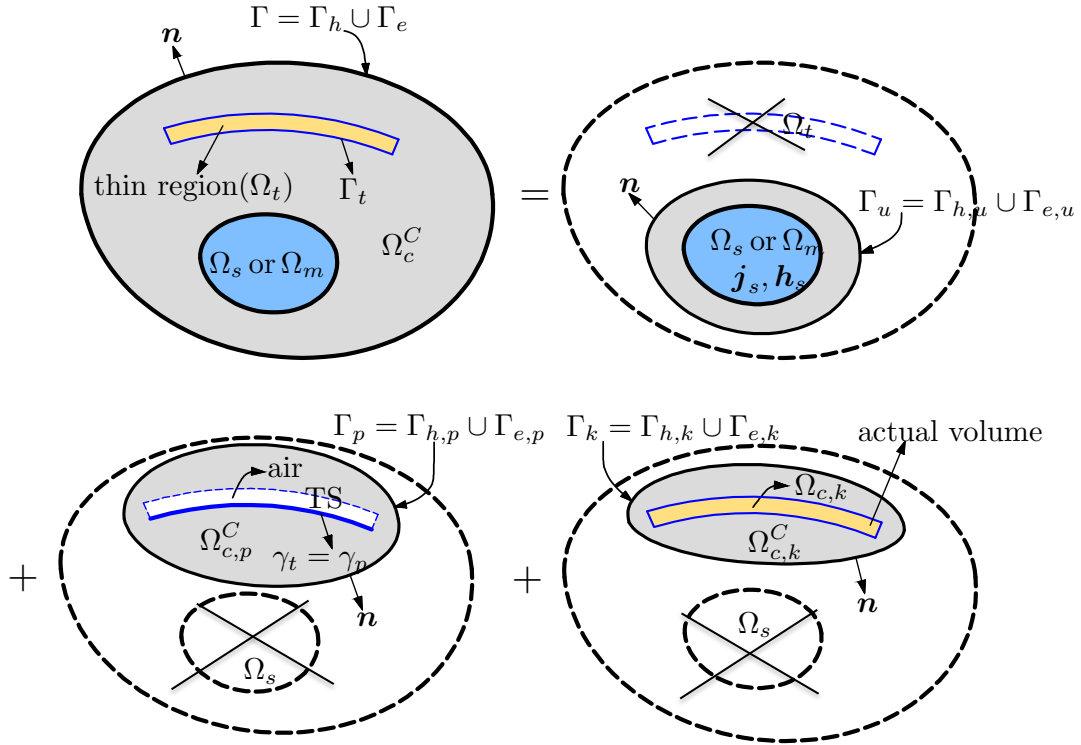 Γ = Γ_h ∪ Γ_e
n
thin region(Ω_t)
Γ_t
Ω_c^C
Ω_s or Ω_m
=
Ω_t
n
Γ_u = Γ_{h,u} ∪ Γ_{e,u}
Ω_s or Ω_m
j_s, h_s
+
Γ_p = Γ_{h,p} ∪ Γ_{e,p}
air
TS
Ω_{c,p}^C
γ_t = γ_p
n
Ω_s
+
Γ_k = Γ_{h,k} ∪ Γ_{e,k}
actual volume
Ω_{c,k}
Ω_{c,k}^C
n
Ω_s